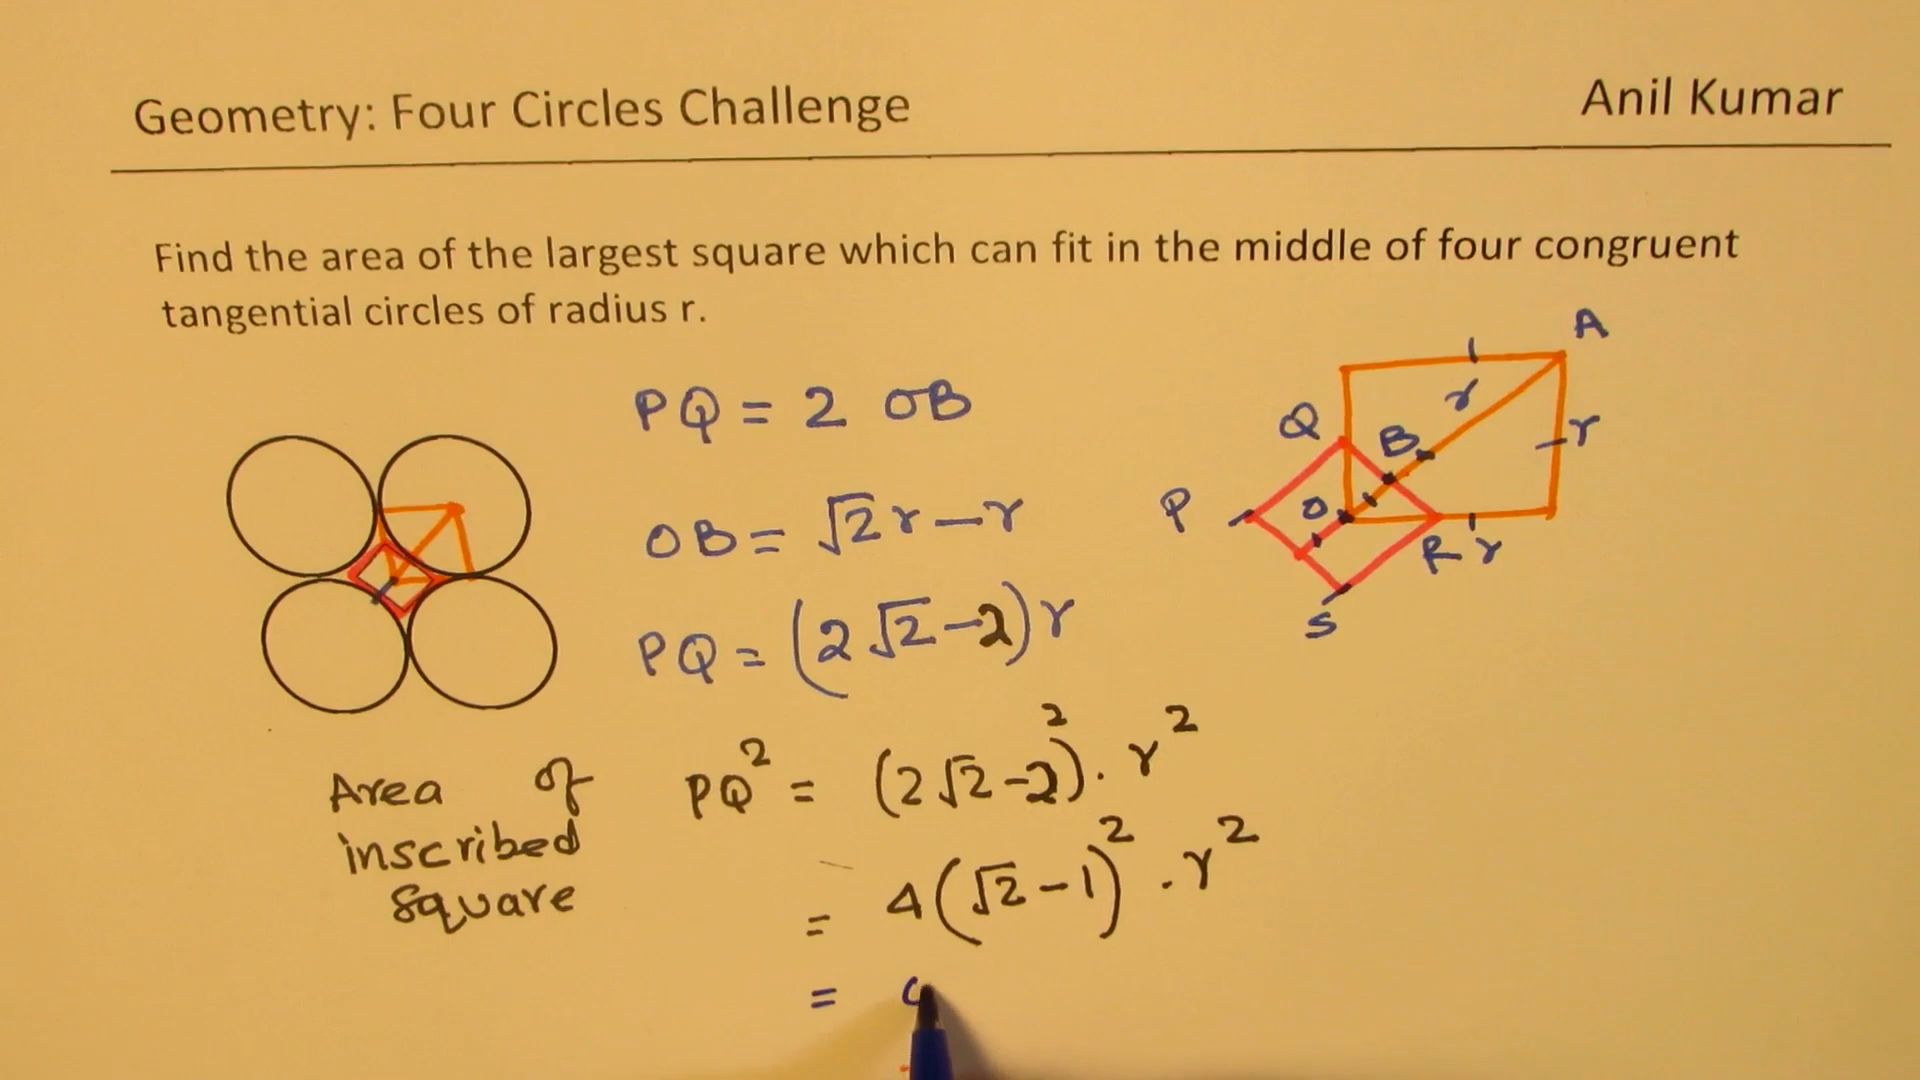 Geometry: Four Circles Challenge
Anil Kumar
Find the area of the largest square which can fit in the middle of four congruent
tangential circles of radius r.
PQ = 2 OB
OB = √2 r − r
PQ = (2√2 − 2) r
Area of
inscribed
square
PQ² = (2√2 − 2)² · r²
= 4(√2 − 1)² · r²
=
A
r
Q
B
r
P
O
R
r
S